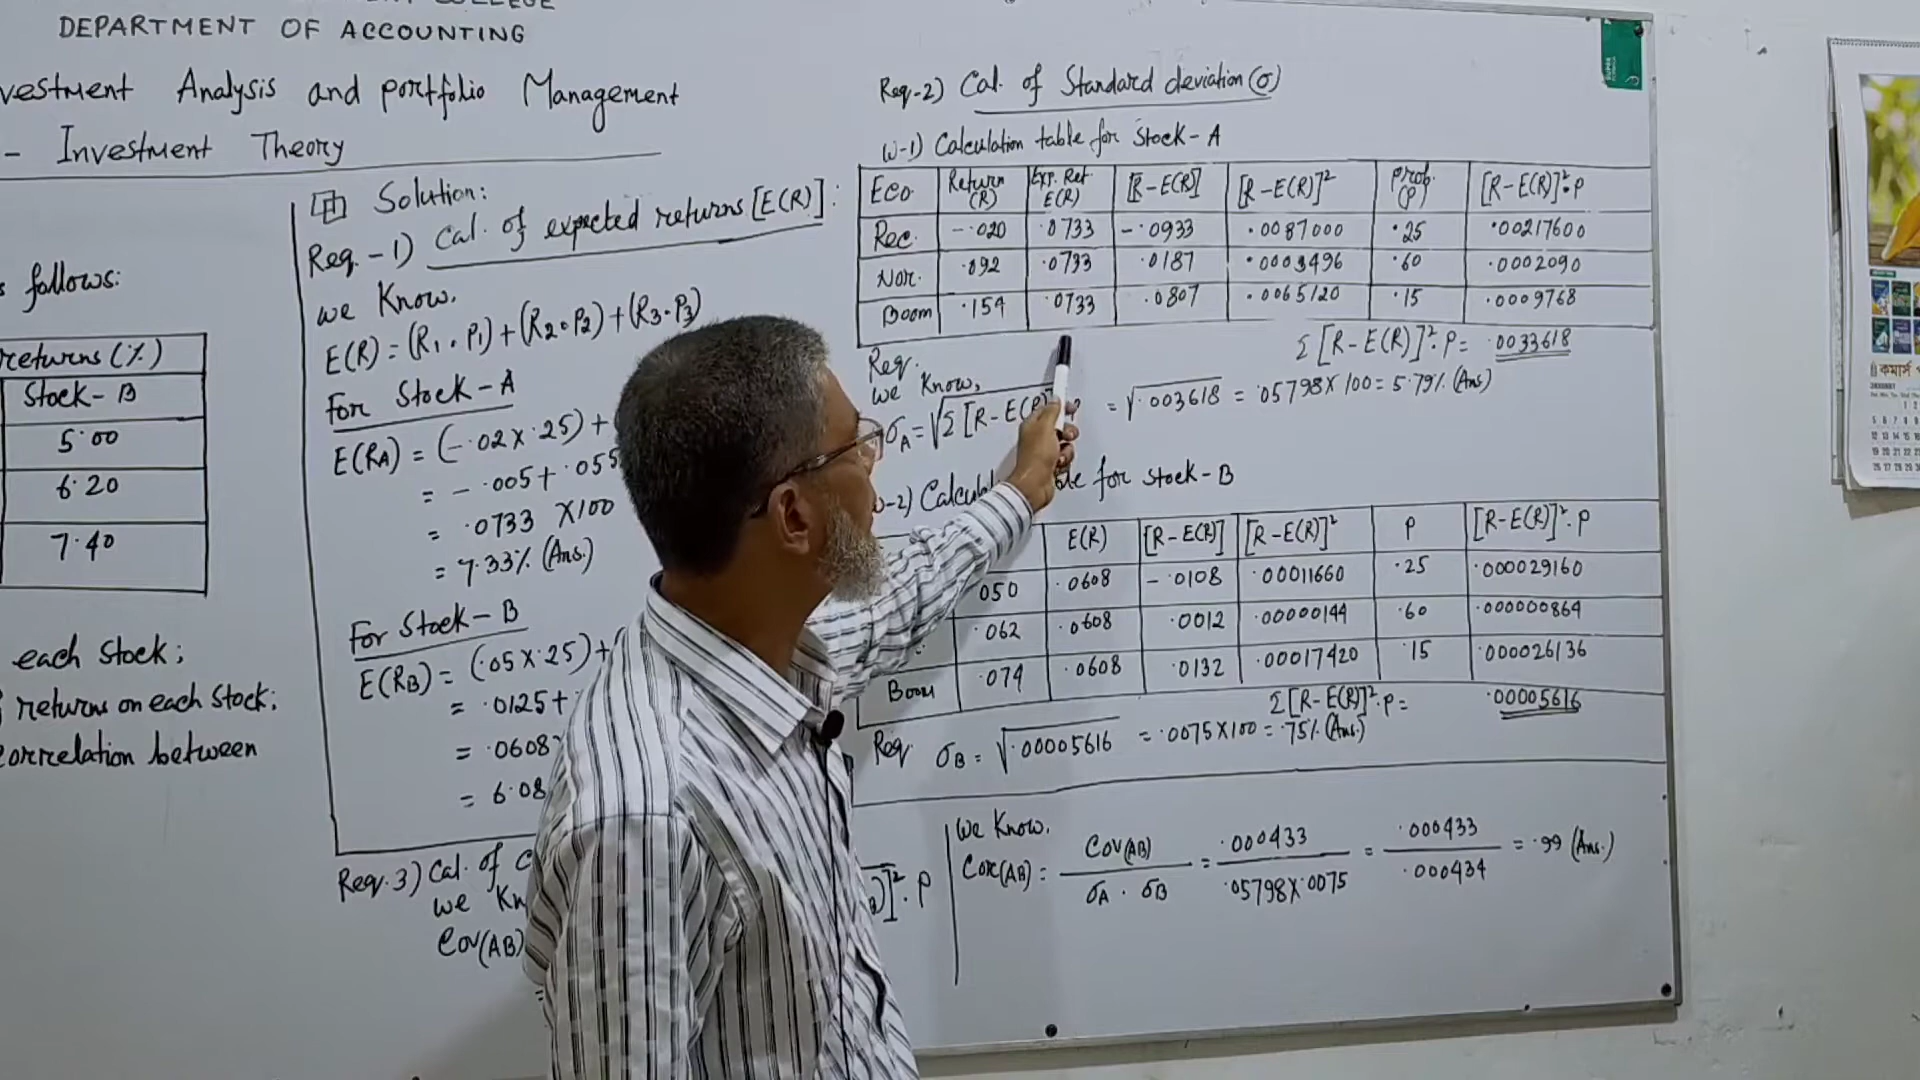 DEPARTMENT OF ACCOUNTING
vestment Analysis and portfolio Management
- Investment Theory
s follows:
returns (%)
Stock-B
5.00
6.20
7.40
each Stock;
returns on each Stock;
correlation between
Solution:
Req.-1) Cal. of expected returns [E(R)]:
we Know,
E(R) = (R1.P1)+(R2.P2)+(R3.P3)
For Stock-A
E(RA) = (-.02×.25)+
= -.005+.055
= .0733 ×100
= 7.33% (Ans.)
For Stock-B
E(RB) = (.05×.25)+
= .0125+
= .0608
= 6.08
Req.3) Cal. of C
we Kn
Cov(AB)
Req-2) Cal. of Standard deviation (σ)
W-1) Calculation table for Stock-A
Eco. Return (R) Exp. Ret E(R) [R-E(R)] [R-E(R)]² Prob. (P) [R-E(R)]².P
Rec. -.020 .0733 -.0933 .0087000 .25 .00217600
Nor. .092 .0733 .0187 .0003496 .60 .0002090
Boom .154 .0733 .0807 .0065120 .15 .0009768
Σ[R-E(R)]².P= .0033618
Req.
we Know,
σA=√Σ[R-E(R)] P =√.003618 = .05798×100=5.79% (Ans)
W-2) Calcul ble for Stock-B
E(R) [R-E(R)] [R-E(R)]² P [R-E(R)]².P
050 .0608 -.0108 .00011660 .25 .000029160
.062 .0608 .0012 .00000144 .60 .000000864
Boom .074 .0608 .0132 .00017420 .15 .000026136
Σ[R-E(R)]².P= .00005616
Req σB = √.00005616 = .0075×100=.75% (Ans.)
)]².P
We Know,
Corr(AB) = Cov(AB) / σA . σB = .000433 / .05798×.0075 = .000433 / .000434 = .99 (Ans.)